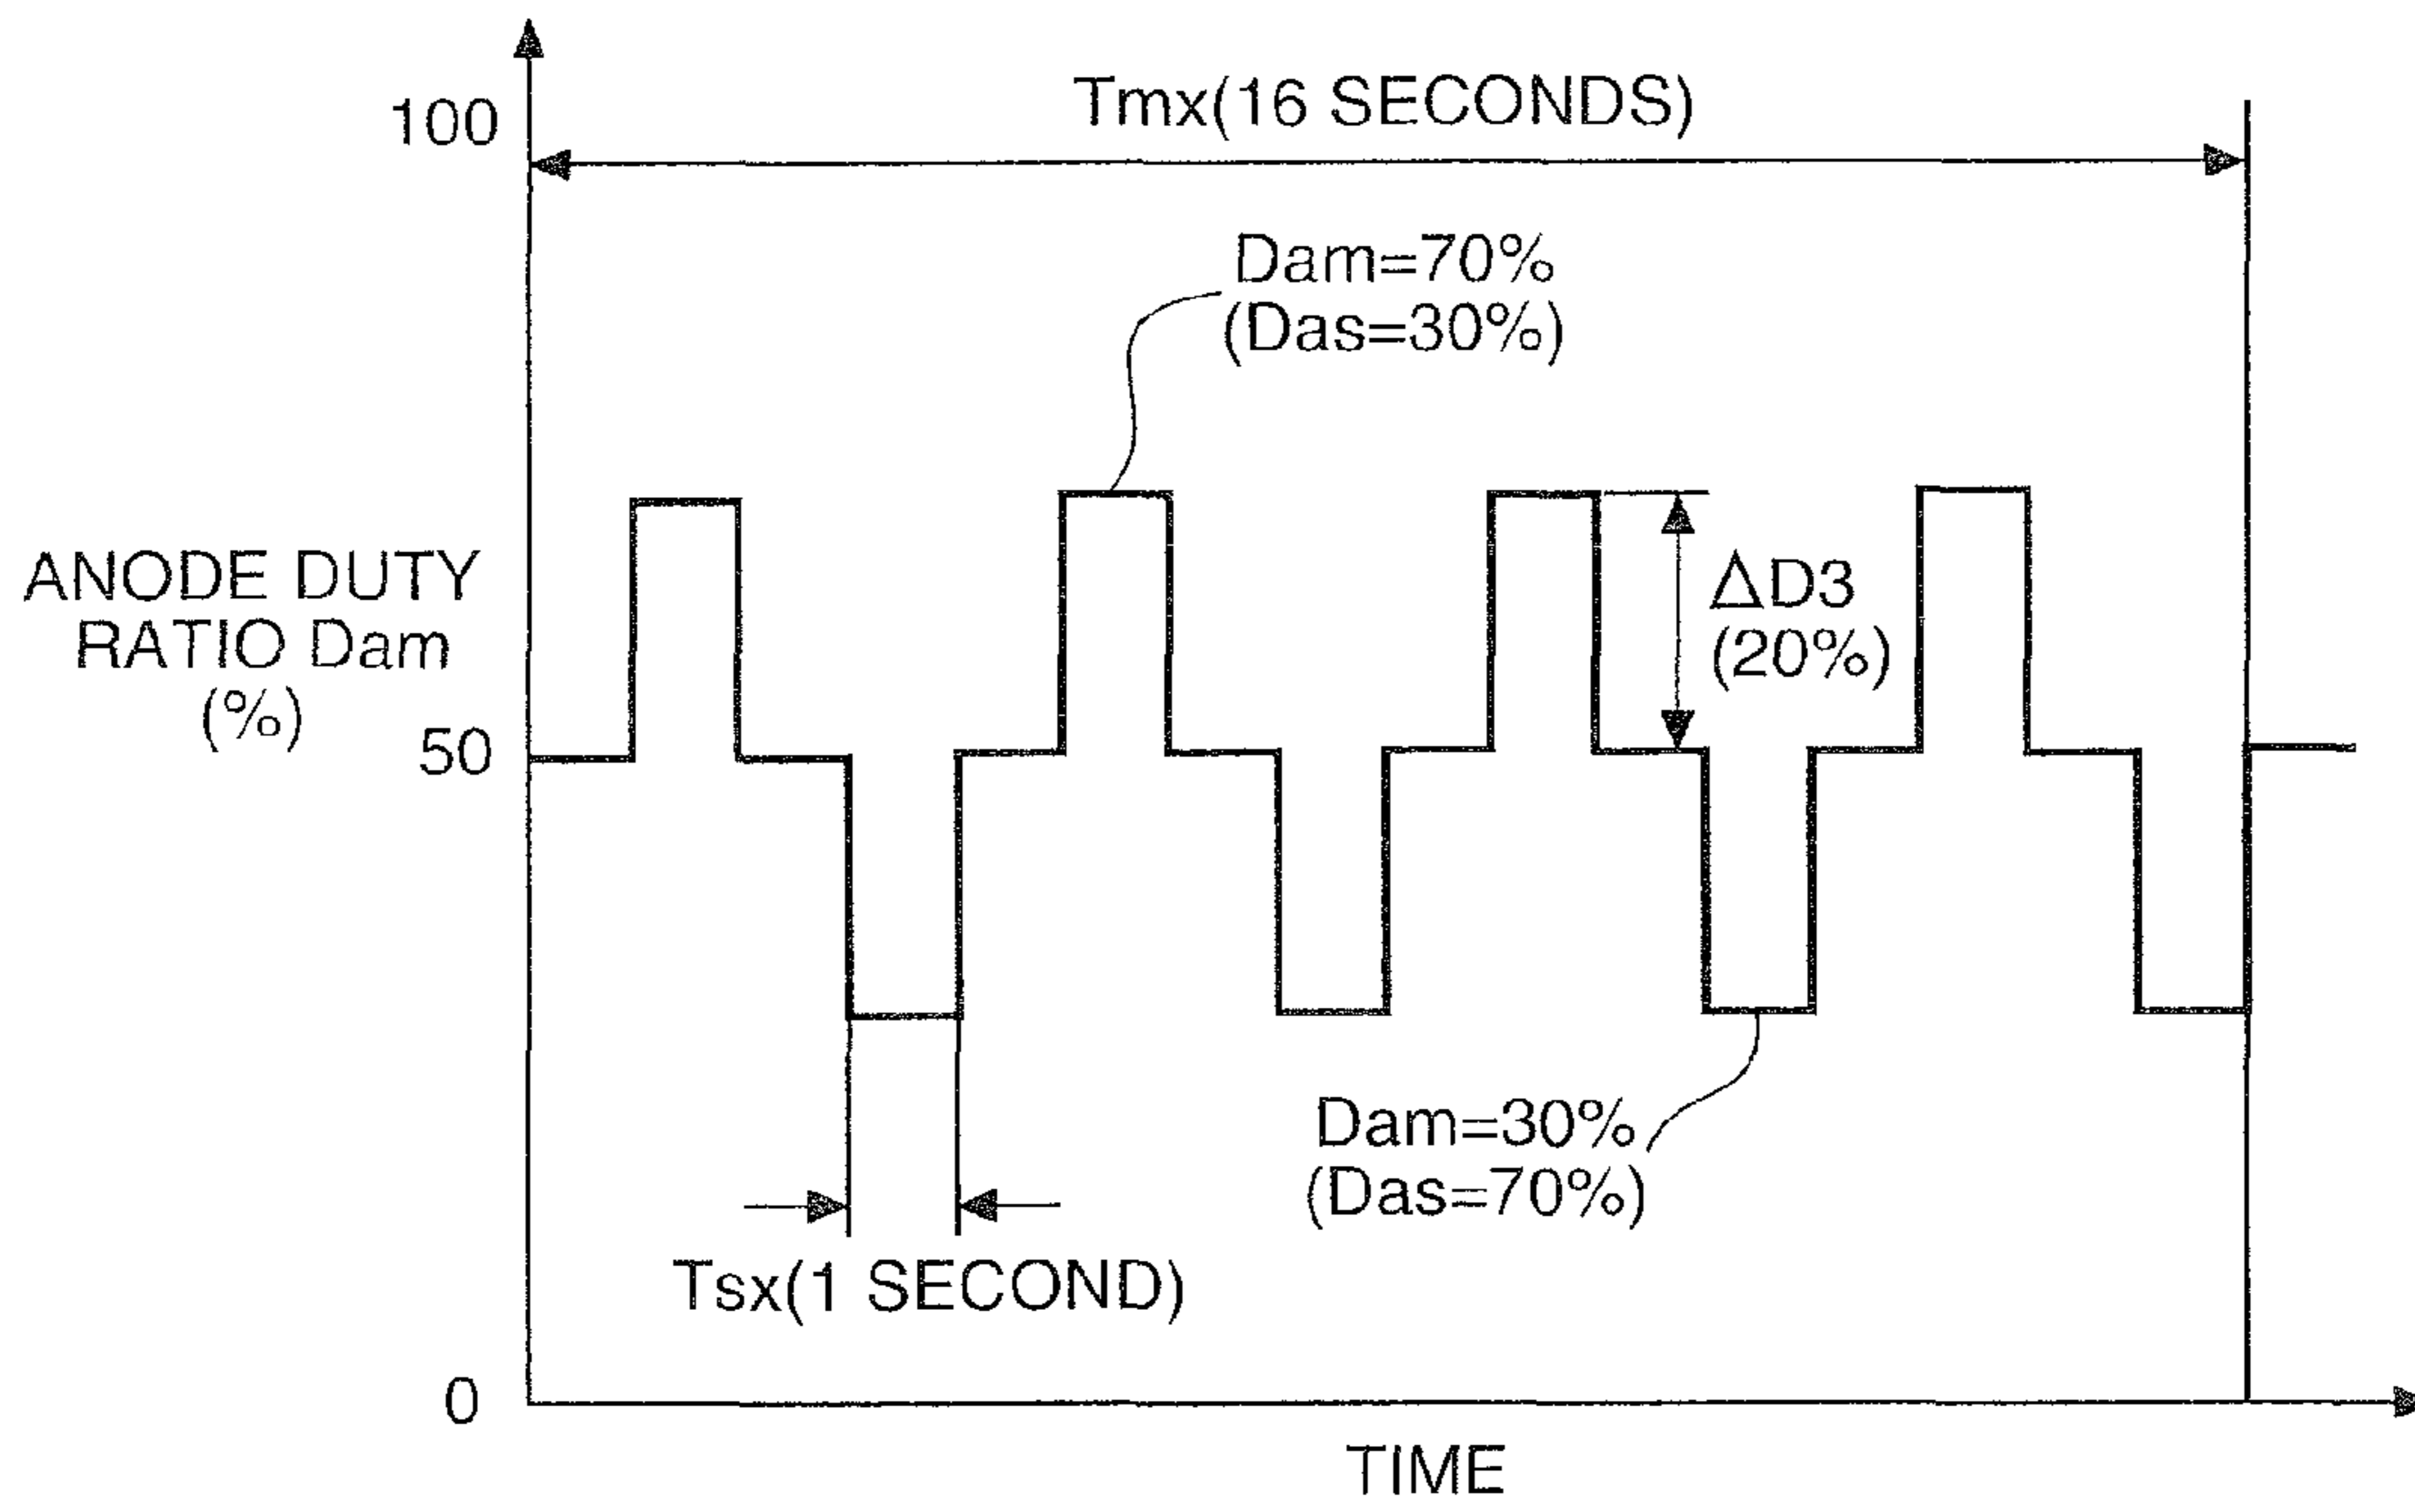 100
Tmx(16 SECONDS)
Dam=70%
(Das=30%)
ANODE DUTY
RATIO Dam
(%)
50
ΔD3
(20%)
Dam=30%
(Das=70%)
Tsx(1 SECOND)
0
TIME